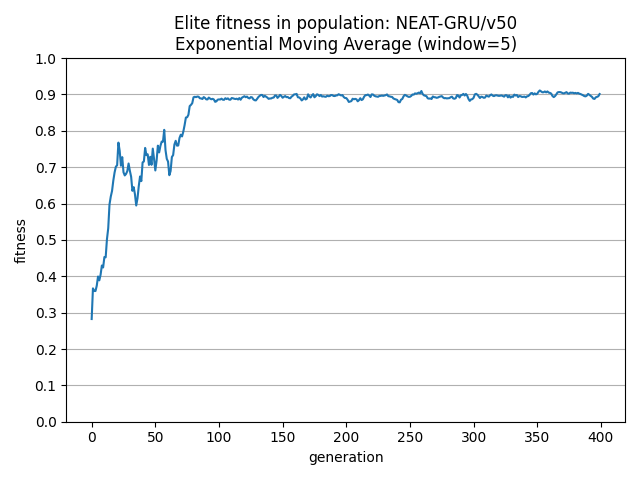 Elite fitness in population: NEAT-GRU/v50
Exponential Moving Average (window=5)
1.0
0.9
0.8
0.7
0.6
0.5
0.4
0.3
0.2
0.1
0.0
fitness
0 50 100 150 200 250 300 350 400
generation